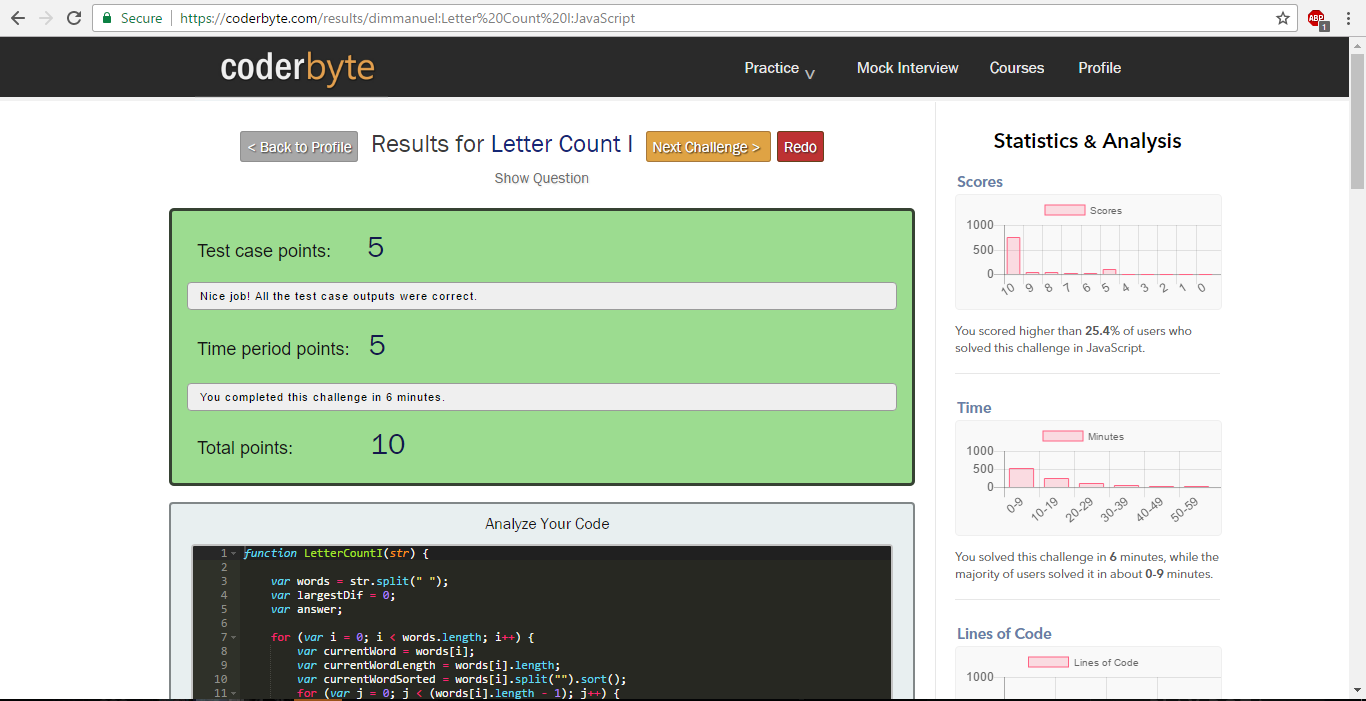 Secure | https://coderbyte.com/results/dimmanuel:Letter%20Count%20I:JavaScript
ABP
1
coderbyte
Practice
Mock Interview
Courses
Profile
< Back to Profile
Results for Letter Count I
Next Challenge >
Redo
Show Question
Test case points: 5
Nice job! All the test case outputs were correct.
Time period points: 5
You completed this challenge in 6 minutes.
Total points: 10
Analyze Your Code
1 function LetterCountI(str) {
2
3 var words = str.split(" ");
4 var largestDif = 0;
5 var answer;
6
7 for (var i = 0; i < words.length; i++) {
8 var currentWord = words[i];
9 var currentWordLength = words[i].length;
10 var currentWordSorted = words[i].split("").sort();
11 for (var j = 0; j < (words[i].length - 1); j++) {
Statistics & Analysis
Scores
Scores
1000
500
0
10 9 8 7 6 5 4 3 2 1 0
You scored higher than 25.4% of users who
solved this challenge in JavaScript.
Time
Minutes
1000
500
0
0-9 10-19 20-29 30-39 40-49 50-59
You solved this challenge in 6 minutes, while the
majority of users solved it in about 0-9 minutes.
Lines of Code
Lines of Code
1000